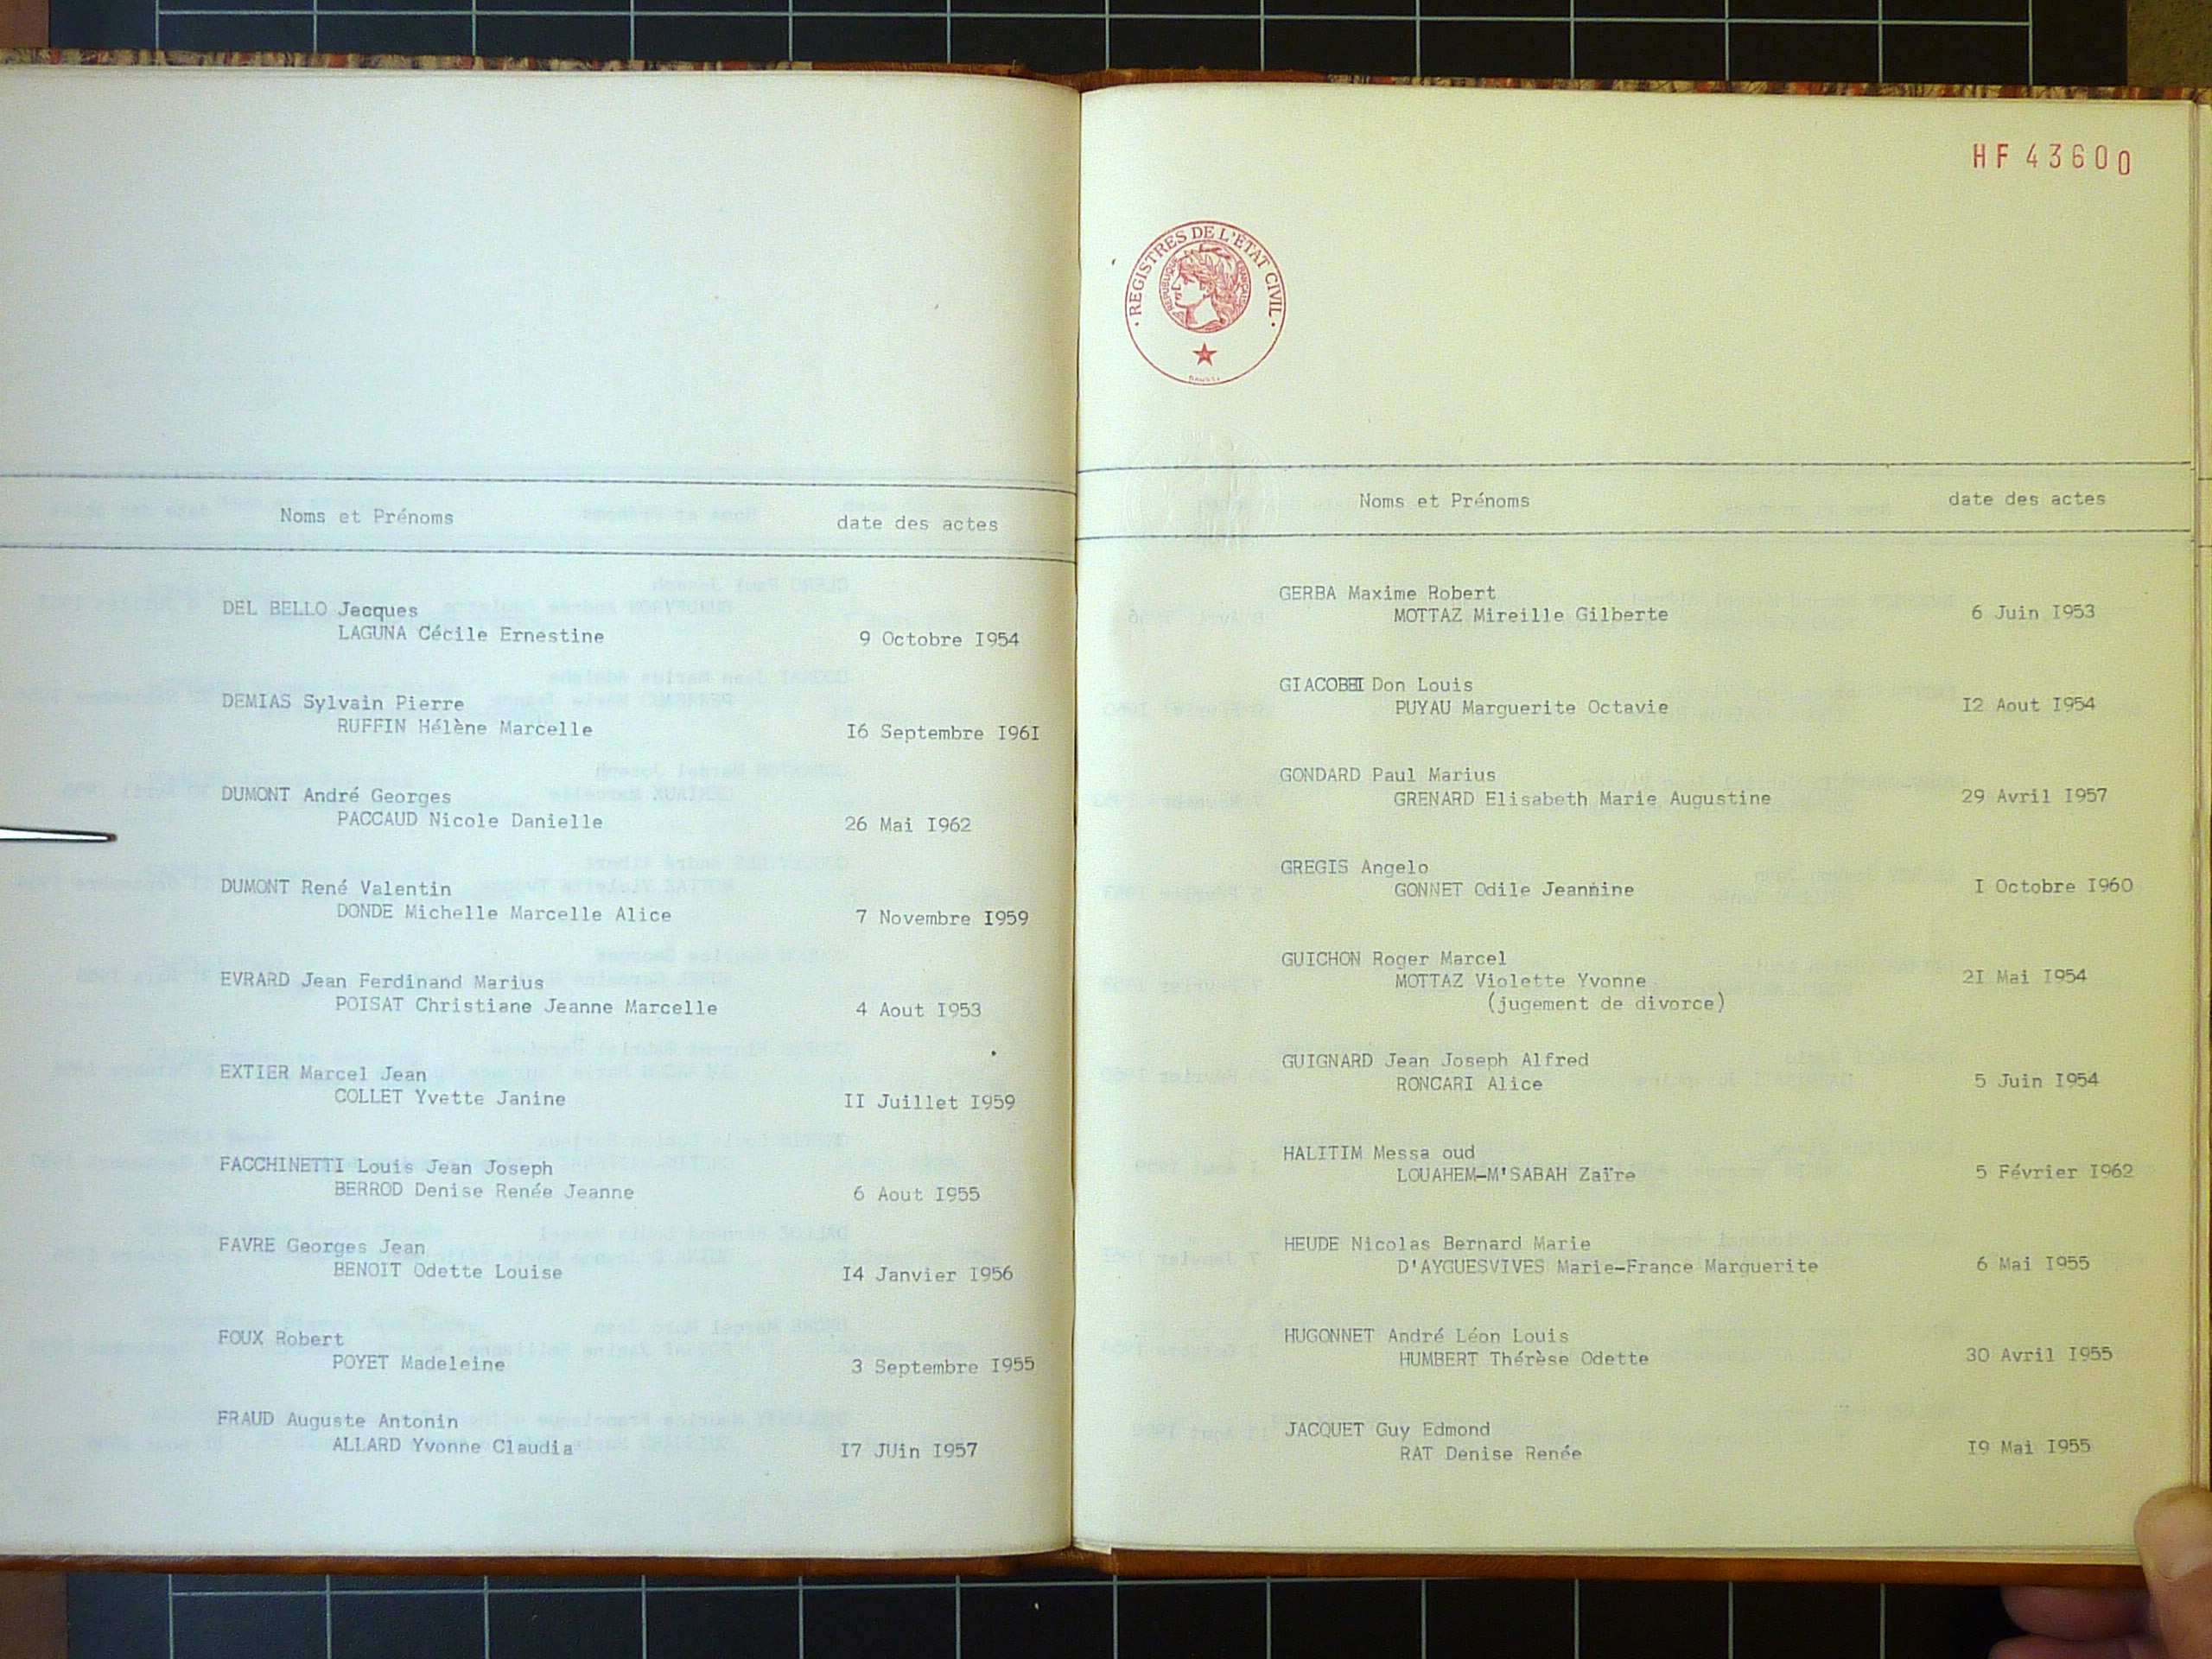 Noms et Prénoms date des actes
DEL BELLO Jacques
LAGUNA Cécile Ernestine 9 Octobre I954
DEMIAS Sylvain Pierre
RUFFIN Hélène Marcelle I6 Septembre I96I
DUMONT André Georges
PACCAUD Nicole Danielle 26 Mai I962
DUMONT René Valentin
DONDE Michelle Marcelle Alice 7 Novembre I959
EVRARD Jean Ferdinand Marius
POISAT Christiane Jeanne Marcelle 4 Aout I953
EXTIER Marcel Jean
COLLET Yvette Janine II Juillet I959
FACCHINETTI Louis Jean Joseph
BERROD Denise Renée Jeanne 6 Aout I955
FAVRE Georges Jean
BENOIT Odette Louise I4 Janvier I956
FOUX Robert
POYET Madeleine 3 Septembre I955
FRAUD Auguste Antonin
ALLARD Yvonne Claudia I7 JUin I957
HF 43600
REGISTRES DE L'ÉTAT CIVIL
RÉPUBLIQUE FRANÇAISE
Noms et Prénoms date des actes
GERBA Maxime Robert
MOTTAZ Mireille Gilberte 6 Juin I953
GIACOBBI Don Louis
PUYAU Marguerite Octavie I2 Aout I954
GONDARD Paul Marius
GRENARD Elisabeth Marie Augustine 29 Avril I957
GREGIS Angelo
GONNET Odile Jeannine I Octobre I960
GUICHON Roger Marcel
MOTTAZ Violette Yvonne 2I Mai I954
(jugement de divorce)
GUIGNARD Jean Joseph Alfred
RONCARI Alice 5 Juin I954
HALITIM Messa oud
LOUAHEM-M'SABAH Zaïre 5 Février I962
HEUDE Nicolas Bernard Marie
D'AYGUESVIVES Marie-France Marguerite 6 Mai I955
HUGONNET André Léon Louis
HUMBERT Thérèse Odette 30 Avril I955
JACQUET Guy Edmond
RAT Denise Renée I9 Mai I955